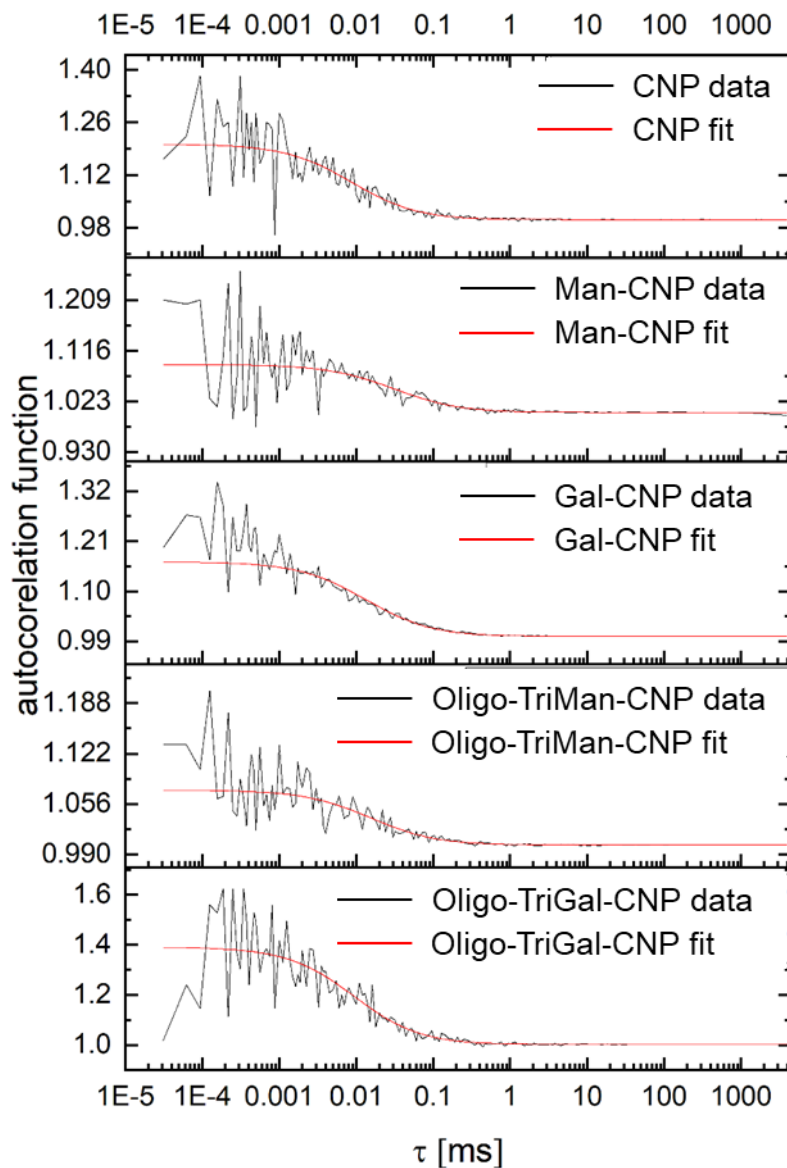 1E-5 1E-4 0.001 0.01 0.1 1 10 100 1000
1.40
1.26
1.12
0.98
CNP data
CNP fit
1.209
1.116
1.023
0.930
Man-CNP data
Man-CNP fit
autocorelation function
1.32
1.21
1.10
0.99
Gal-CNP data
Gal-CNP fit
1.188
1.122
1.056
0.990
Oligo-TriMan-CNP data
Oligo-TriMan-CNP fit
1.6
1.4
1.2
1.0
Oligo-TriGal-CNP data
Oligo-TriGal-CNP fit
1E-5 1E-4 0.001 0.01 0.1 1 10 100 1000
τ [ms]